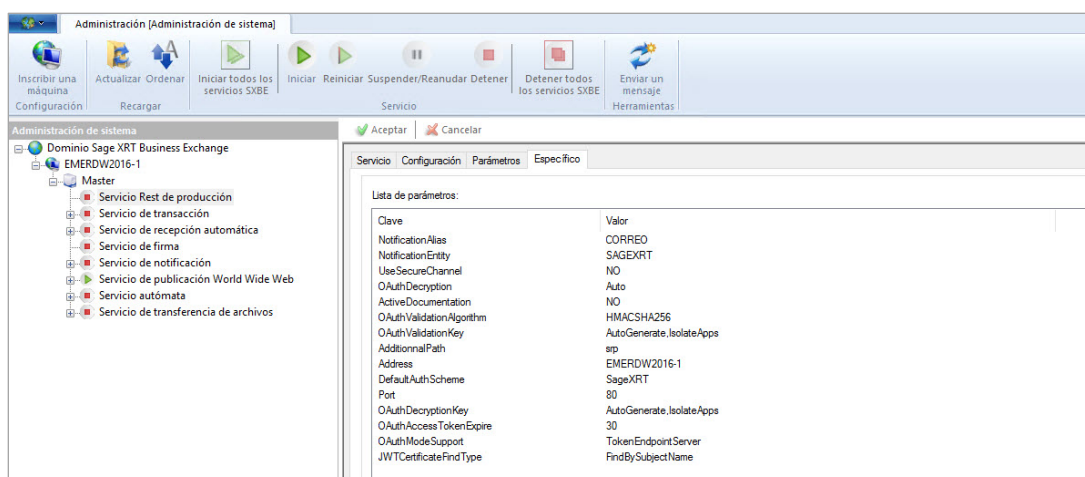 Administración [Administración de sistema]
Inscribir una máquina
Actualizar Ordenar
Iniciar todos los servicios SXBE
Iniciar Reiniciar Suspender/Reanudar Detener
Detener todos los servicios SXBE
Enviar un mensaje
Configuración Recargar Servicio Herramientas
Administración de sistema
Aceptar Cancelar
Dominio Sage XRT Business Exchange
EMERDW2016-1
Master
Servicio Rest de producción
Servicio de transacción
Servicio de recepción automática
Servicio de firma
Servicio de notificación
Servicio de publicación World Wide Web
Servicio autómata
Servicio de transferencia de archivos
Servicio Configuración Parámetros Específico
Lista de parámetros:
Clave Valor
NotificationAlias CORREO
NotificationEntity SAGEXRT
UseSecureChannel NO
OAuthDecryption Auto
ActiveDocumentation NO
OAuthValidationAlgorithm HMACSHA256
OAuthValidationKey AutoGenerate,IsolateApps
AdditionnalPath srp
Address EMERDW2016-1
DefaultAuthScheme SageXRT
Port 80
OAuthDecryptionKey AutoGenerate,IsolateApps
OAuthAccessTokenExpire 30
OAuthModeSupport TokenEndpointServer
JWTCertificateFindType FindBySubjectName